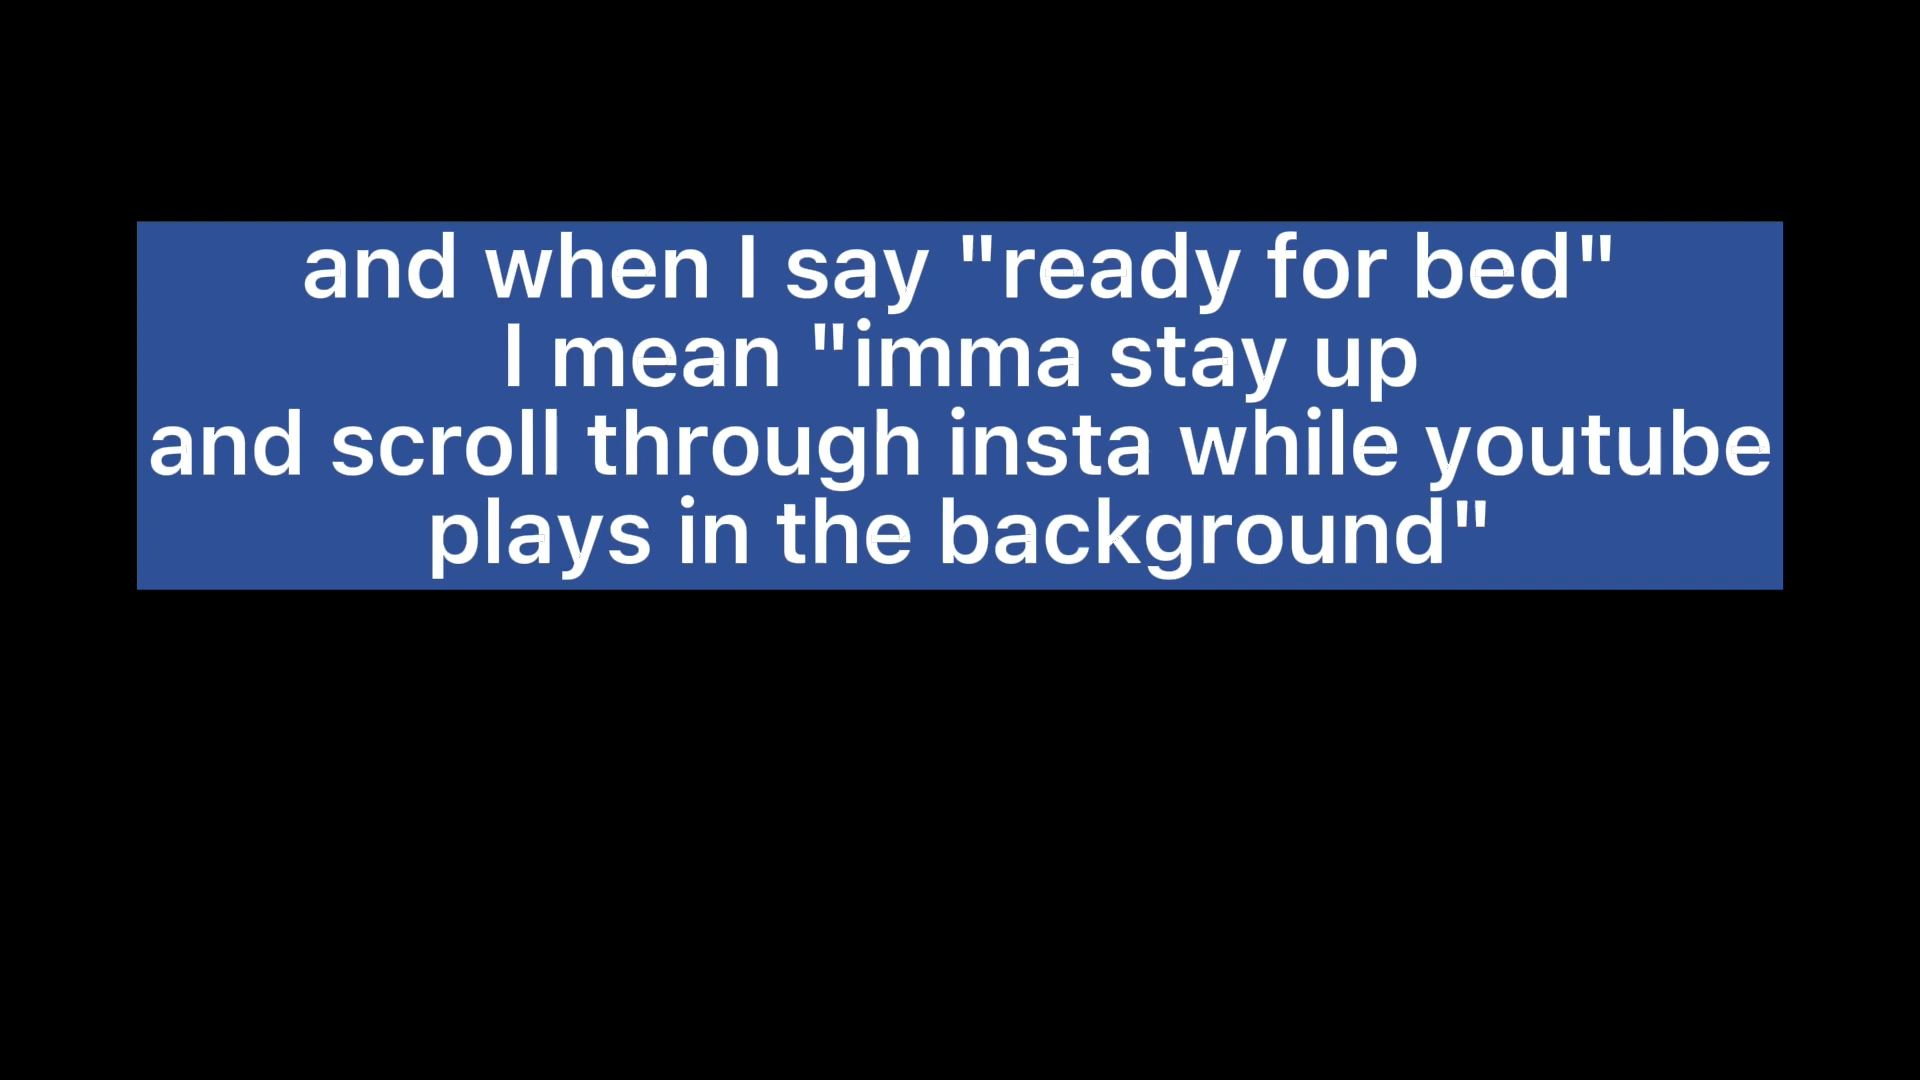 and when I say "ready for bed"
I mean "imma stay up
and scroll through insta while youtube
plays in the background"